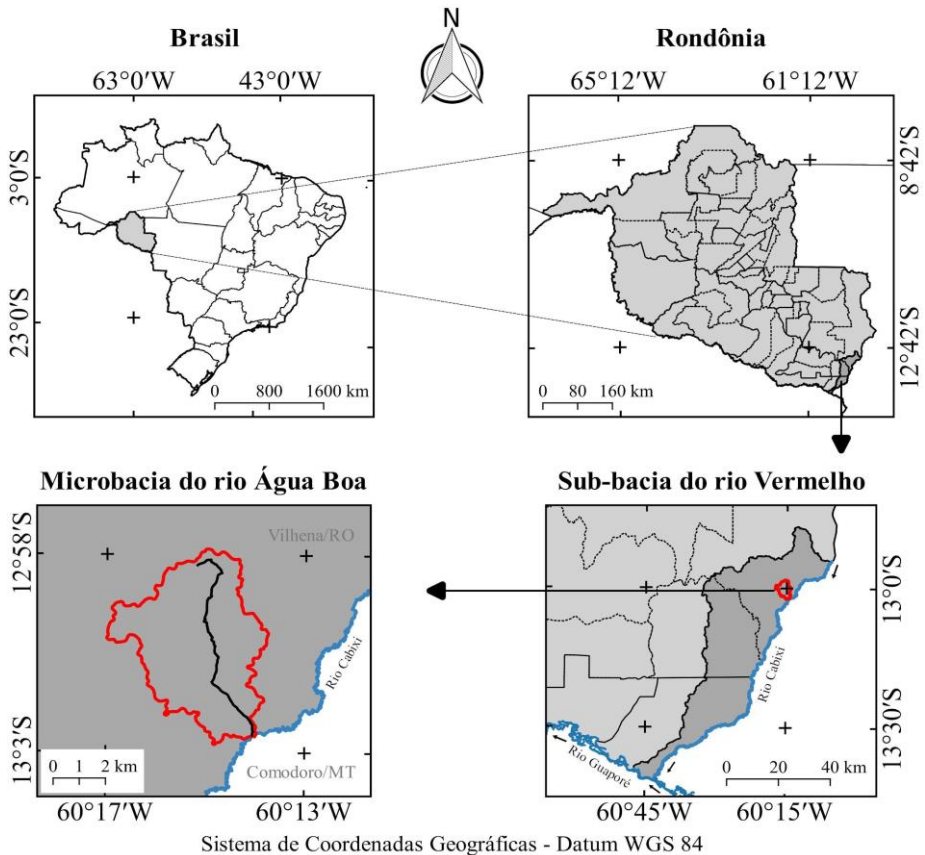 N
Brasil
63°0′W 43°0′W
3°0′S
23°0′S
0 800 1600 km
Rondônia
65°12′W 61°12′W
8°42′S
12°42′S
0 80 160 km
Microbacia do rio Água Boa
12°58′S
13°3′S
Vilhena/RO
Rio Cabixi
Comodoro/MT
0 1 2 km
60°17′W 60°13′W
Sub-bacia do rio Vermelho
13°0′S
13°30′S
Rio Cabixi
Rio Guaporé
0 20 40 km
60°45′W 60°15′W
Sistema de Coordenadas Geográficas - Datum WGS 84